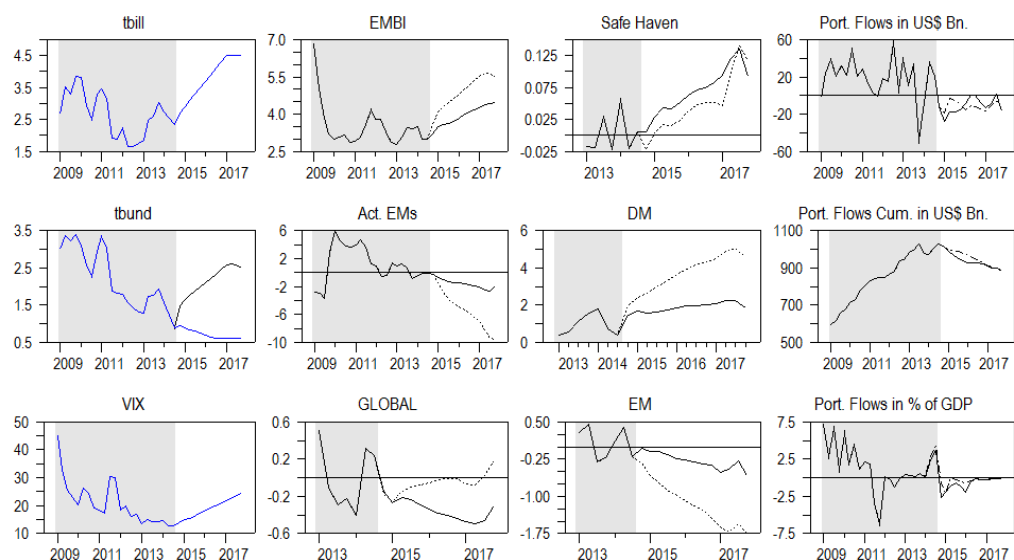 tbill
4.5
3.5
2.5
1.5
2009 2011 2013 2015 2017
EMBI
7.0
5.5
4.0
2.5
2009 2011 2013 2015 2017
Safe Haven
0.125
0.075
0.025
-0.025
2013 2015 2017
Port. Flows in US$ Bn.
60
20
-20
-60
2009 2011 2013 2015 2017
tbund
3.5
2.5
1.5
0.5
2009 2011 2013 2015 2017
Act. EMs
6
2
-2
-6
-10
2009 2011 2013 2015 2017
DM
6
4
2
0
2013 2014 2015 2016 2017
Port. Flows Cum. in US$ Bn.
1100
900
700
500
2009 2011 2013 2015 2017
VIX
50
40
30
20
10
2009 2011 2013 2015 2017
GLOBAL
0.6
0.2
-0.2
-0.6
2013 2015 2017
EM
0.50
-0.25
-1.00
-1.75
2013 2015 2017
Port. Flows in % of GDP
7.5
2.5
-2.5
-7.5
2009 2011 2013 2015 2017